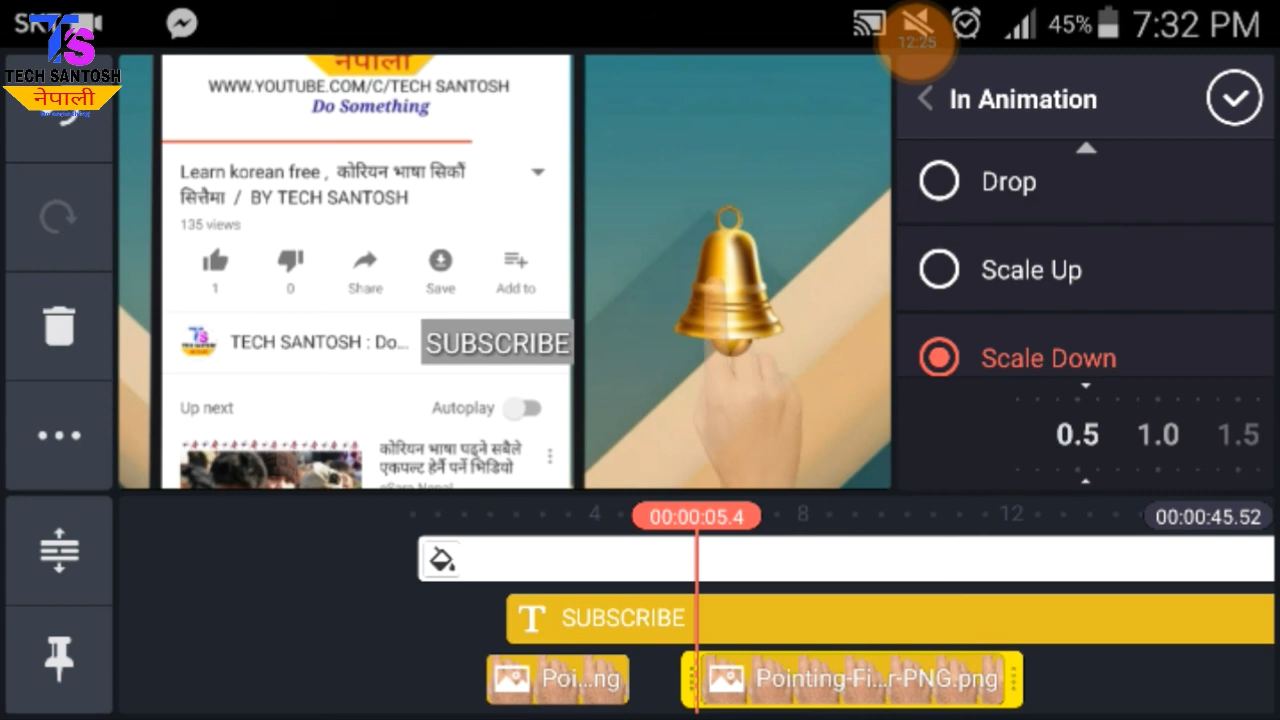 SKT
12:25
45%
7:32 PM
TS
TECH SANTOSH
नेपाली
नेपाली
WWW.YOUTUBE.COM/C/TECH SANTOSH
Do Something
Learn korean free , कोरियन भाषा सिकौं
सित्तैमा / BY TECH SANTOSH
135 views
1
0
Share
Save
Add to
TECH SANTOSH : Do...
SUBSCRIBE
Up next
Autoplay
कोरियन भाषा पढ्ने सबैले
एकपल्ट हेर्नै पर्ने भिडियो
In Animation
Drop
Scale Up
Scale Down
0.5
1.0
1.5
4
00:00:05.4
8
12
00:00:45.52
T SUBSCRIBE
Poi...ng
Pointing-Fi...r-PNG.png